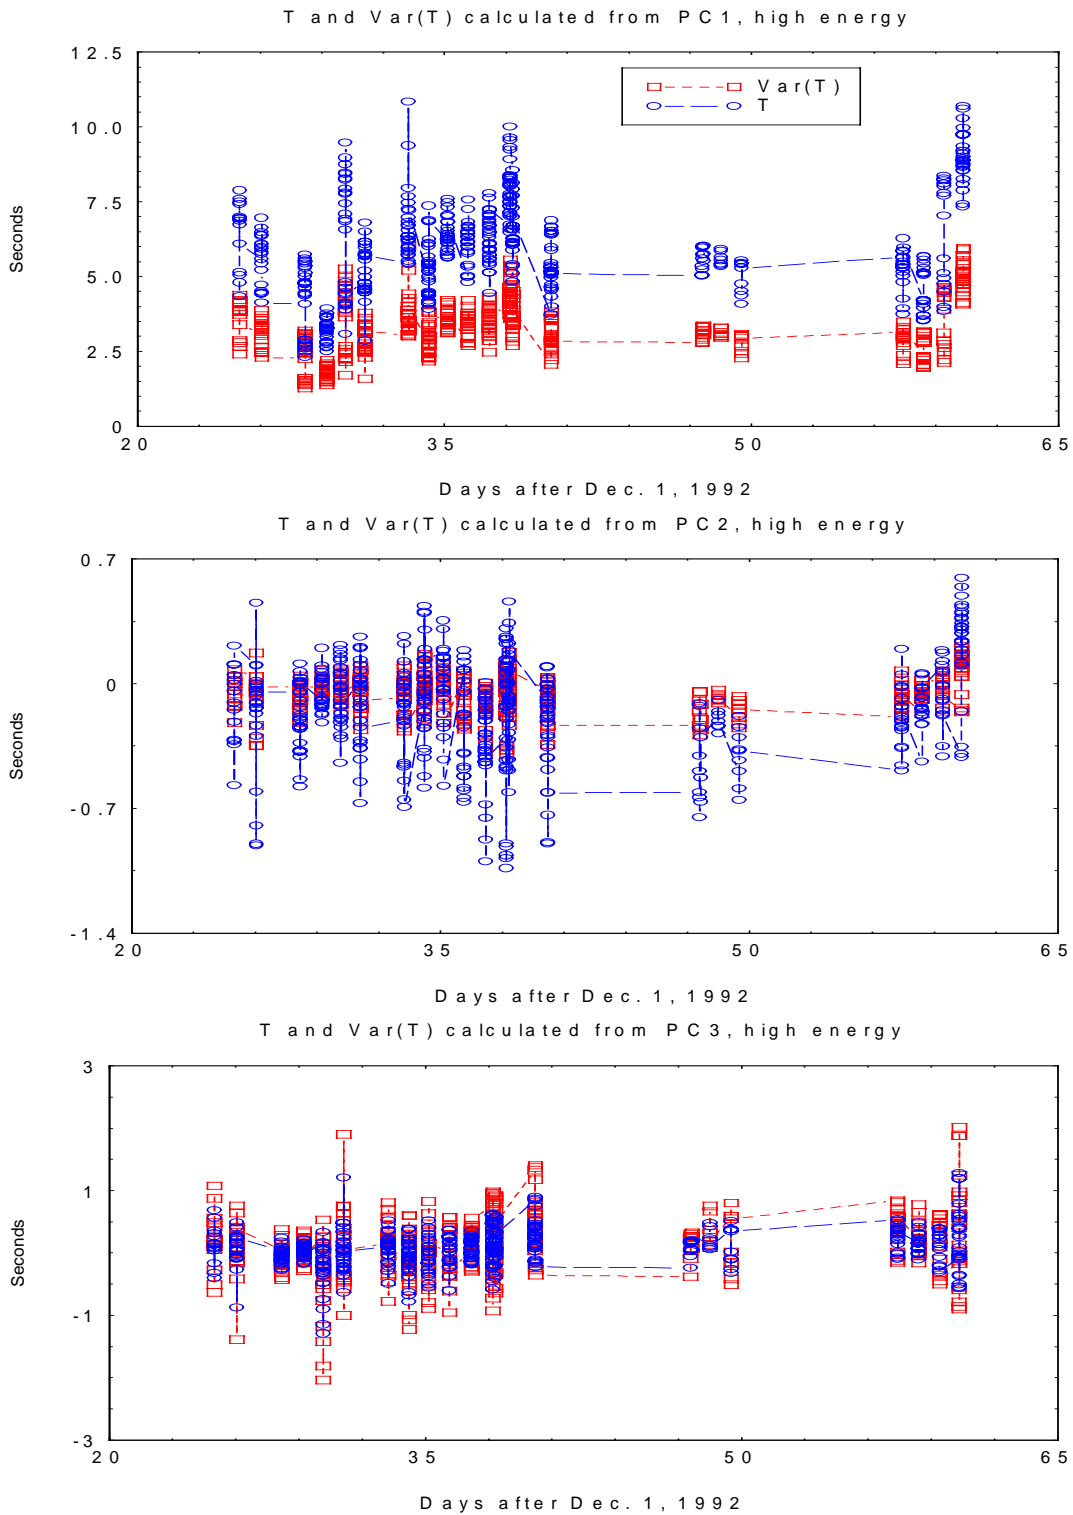 T and Var(T) calculated from PC1, high energy
12.5
10.0
7.5
5.0
2.5
0
Seconds
Var(T)
T
20 35 50 65
Days after Dec. 1, 1992
T and Var(T) calculated from PC2, high energy
0.7
0
-0.7
-1.4
Seconds
20 35 50 65
Days after Dec. 1, 1992
T and Var(T) calculated from PC3, high energy
3
1
-1
-3
Seconds
20 35 50 65
Days after Dec. 1, 1992